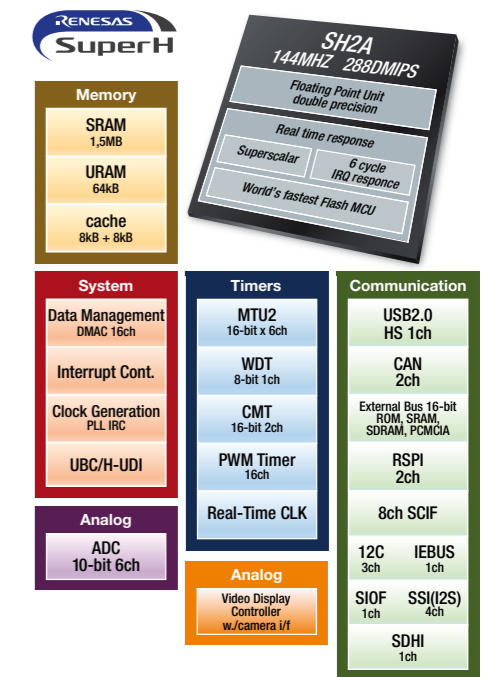 RENESAS
SuperH
SH2A
144MHZ 288DMIPS
Floating Point Unit
double precision
Real time response
Superscalar
6 cycle
IRQ responce
World's fastest Flash MCU
Memory
SRAM
1,5MB
URAM
64kB
cache
8kB + 8kB
System
Data Management
DMAC 16ch
Interrupt Cont.
Clock Generation
PLL IRC
UBC/H-UDI
Analog
ADC
10-bit 6ch
Timers
MTU2
16-bit x 6ch
WDT
8-bit 1ch
CMT
16-bit 2ch
PWM Timer
16ch
Real-Time CLK
Analog
Video Display
Controller
w./camera i/f
Communication
USB2.0
HS 1ch
CAN
2ch
External Bus 16-bit
ROM, SRAM,
SDRAM, PCMCIA
RSPI
2ch
8ch SCIF
12C IEBUS
3ch 1ch
SIOF SSI(I2S)
1ch 4ch
SDHI
1ch